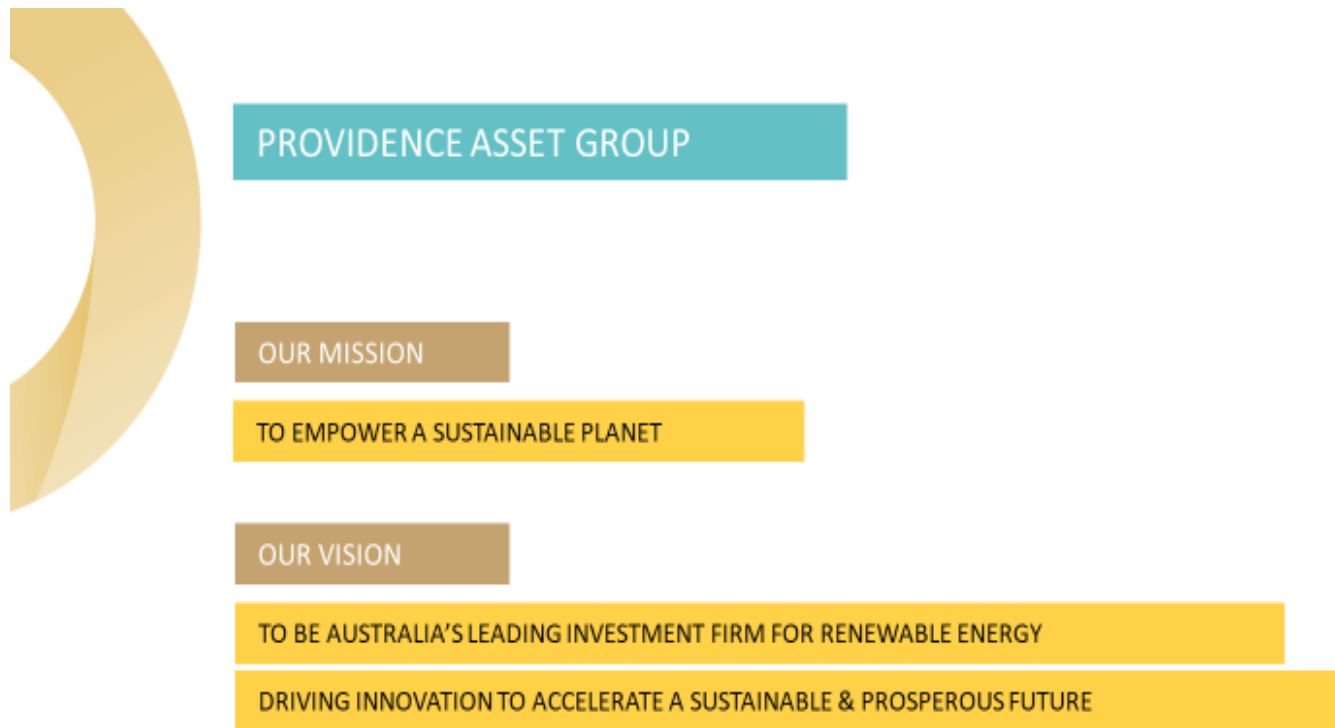 PROVIDENCE ASSET GROUP
OUR MISSION
TO EMPOWER A SUSTAINABLE PLANET
OUR VISION
TO BE AUSTRALIA'S LEADING INVESTMENT FIRM FOR RENEWABLE ENERGY
DRIVING INNOVATION TO ACCELERATE A SUSTAINABLE & PROSPEROUS FUTURE